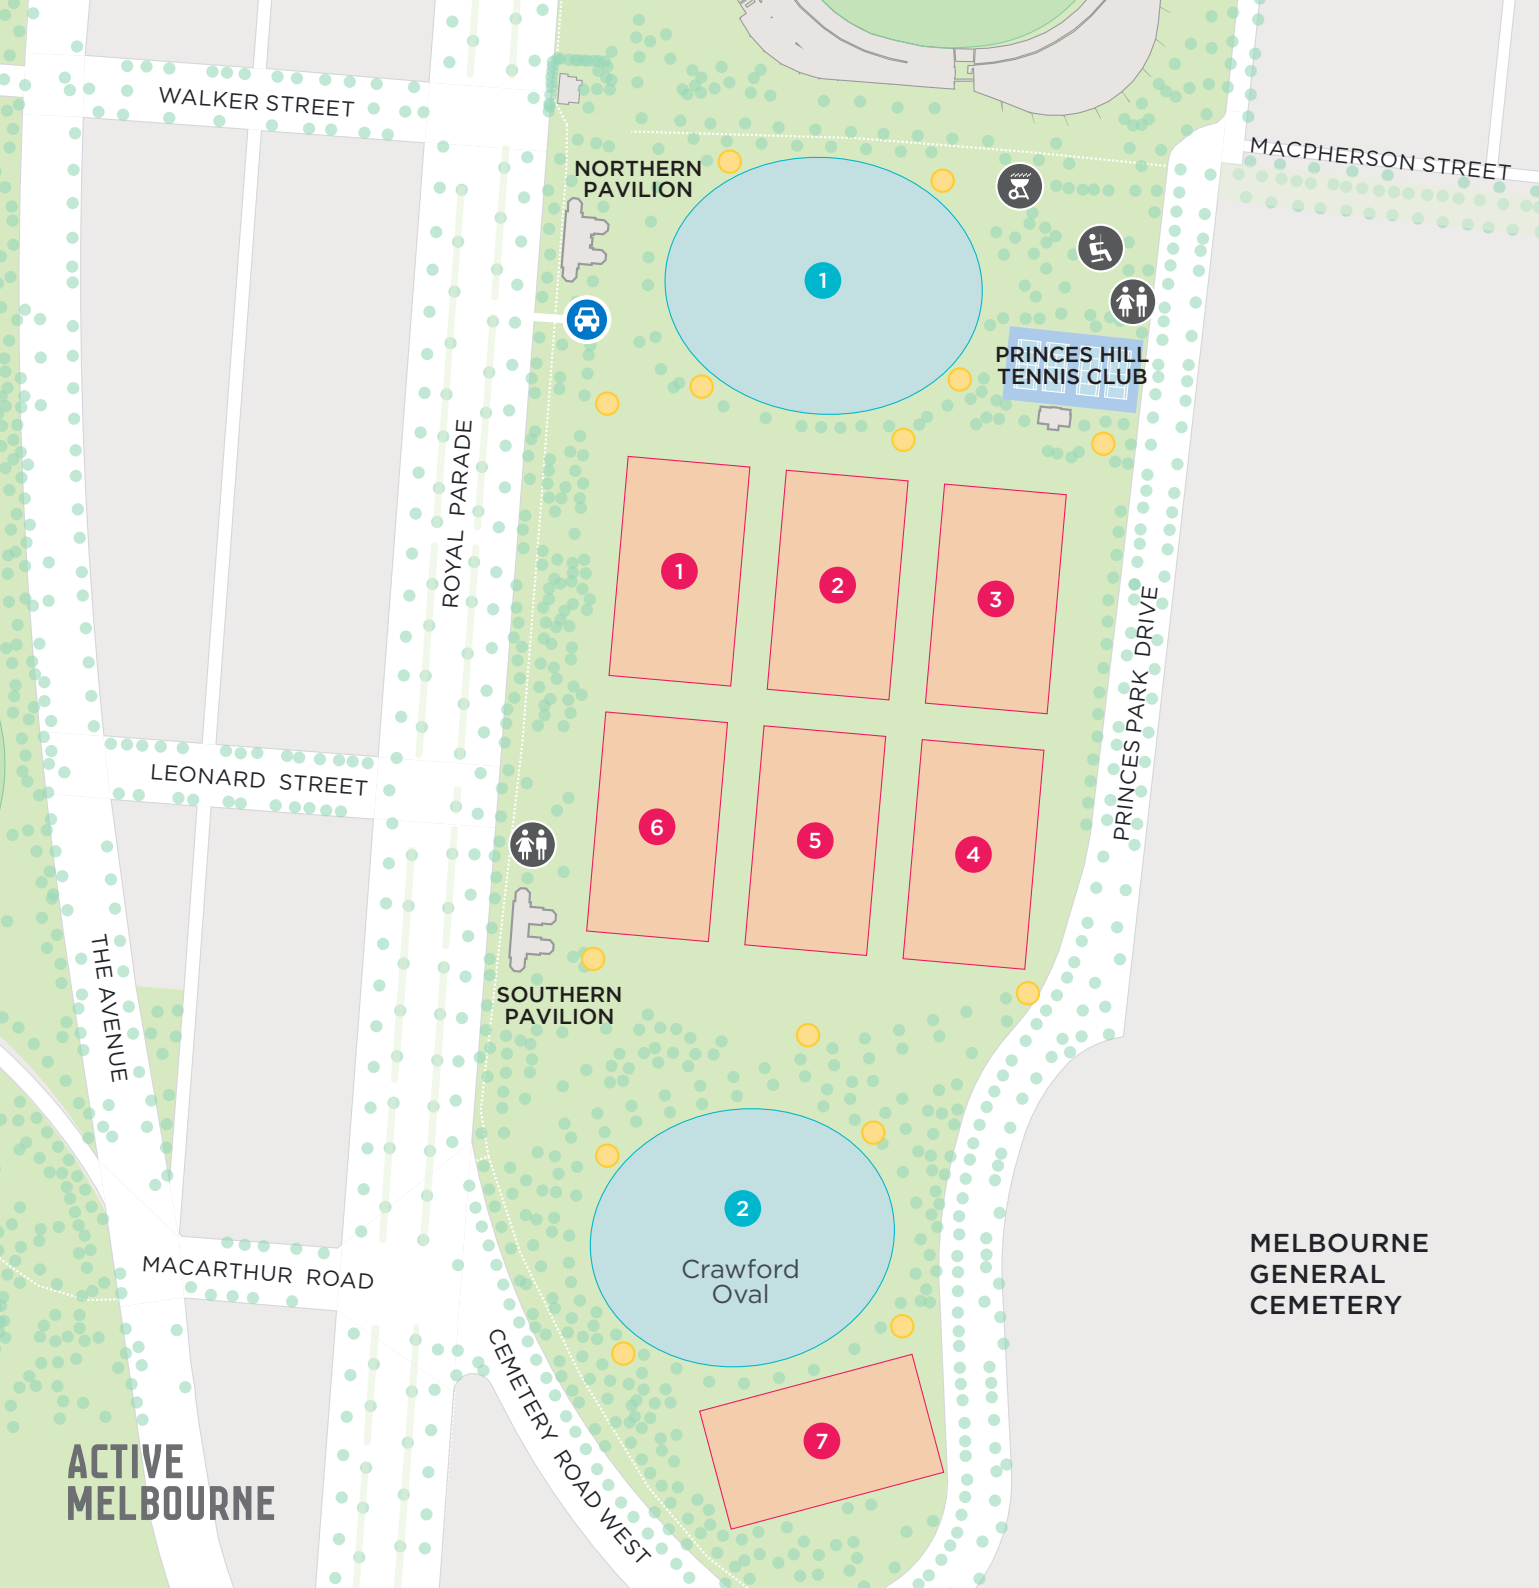 WALKER STREET
MACPHERSON STREET
NORTHERN
PAVILION
1
PRINCES HILL
TENNIS CLUB
ROYAL PARADE
1
2
3
PRINCES PARK DRIVE
LEONARD STREET
6
5
4
THE AVENUE
SOUTHERN
PAVILION
2
Crawford
Oval
MACARTHUR ROAD
MELBOURNE
GENERAL
CEMETERY
CEMETERY ROAD WEST
7
ACTIVE
MELBOURNE